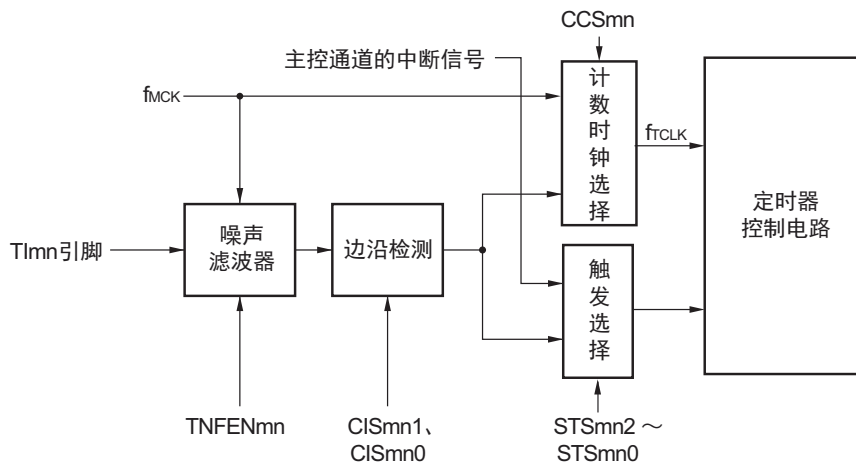 CCSmn
主控通道的中断信号
fMCK
计数时钟选择
fTCLK
定时器
控制电路
TImn引脚
噪声
滤波器
边沿检测
触发选择
TNFENmn
CISmn1、
CISmn0
STSmn2～
STSmn0